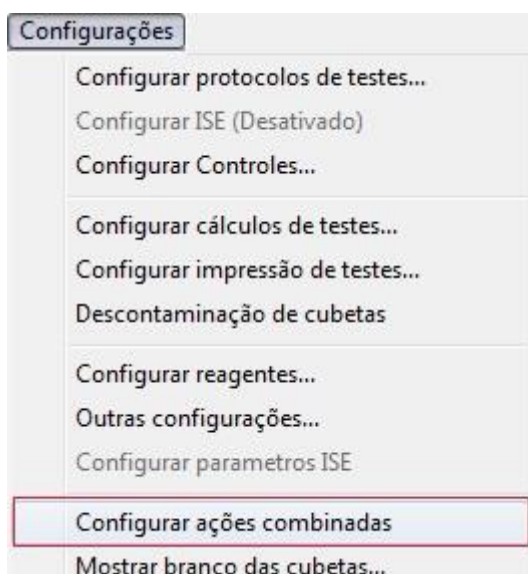 Configurações
Configurar protocolos de testes...
Configurar ISE (Desativado)
Configurar Controles...
Configurar cálculos de testes...
Configurar impressão de testes...
Descontaminação de cubetas
Configurar reagentes...
Outras configurações...
Configurar parametros ISE
Configurar ações combinadas
Mostrar branco das cubetas...